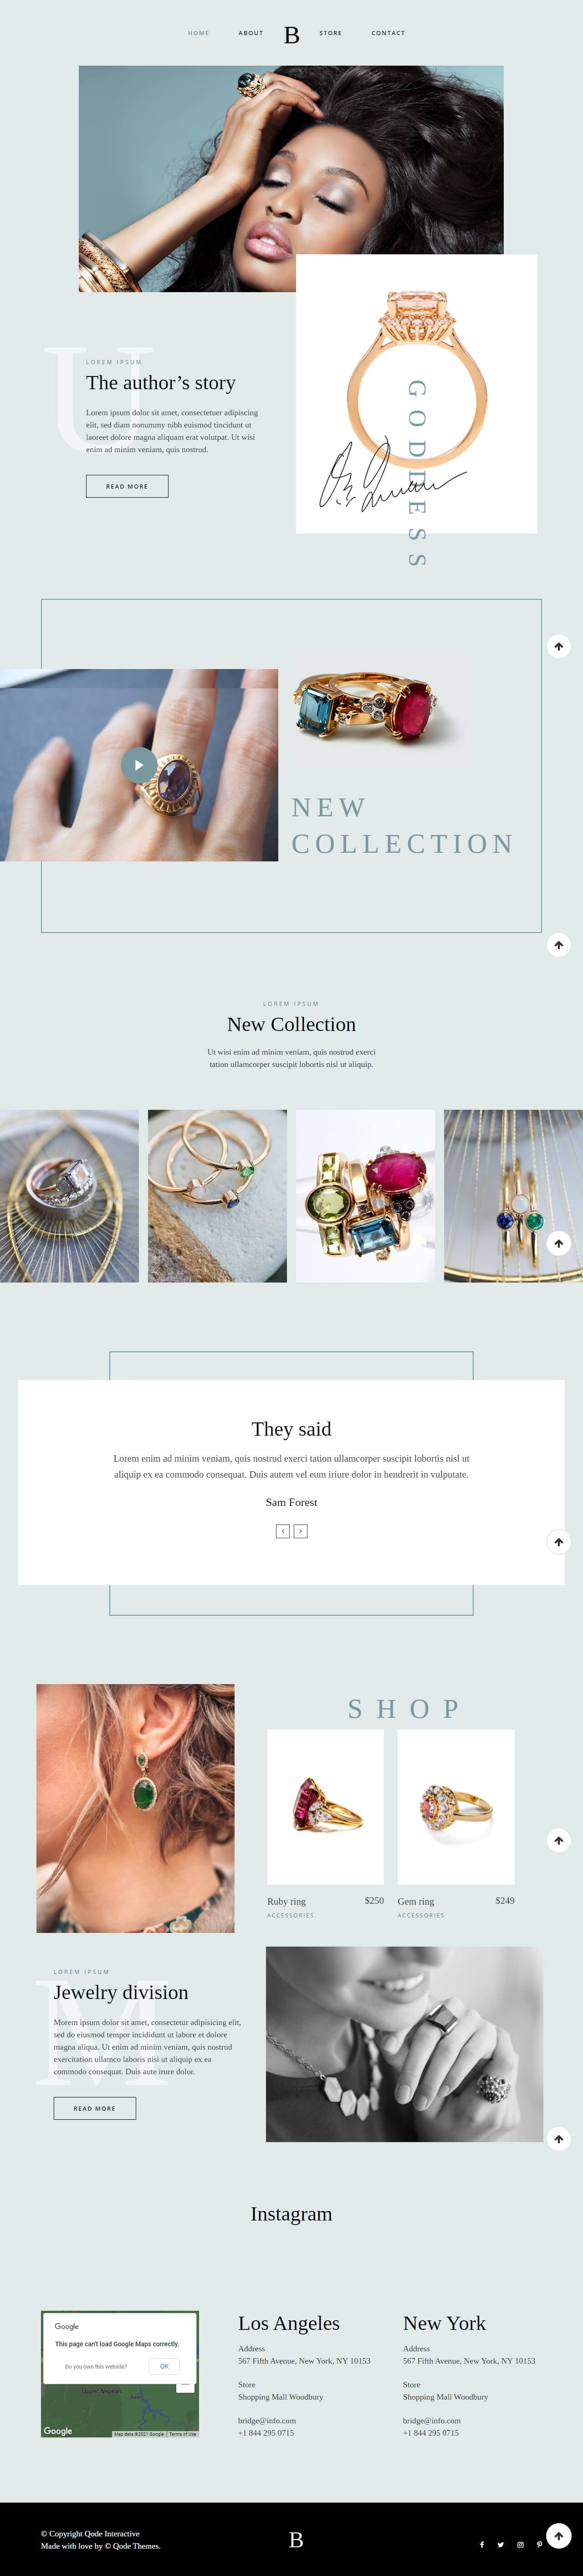 HOME
ABOUT
B
STORE
CONTACT
GODDESS
U
LOREM IPSUM
The author’s story
Lorem ipsum dolor sit amet, consectetuer adipiscing
elit, sed diam nonummy nibh euismod tincidunt ut
laoreet dolore magna aliquam erat volutpat. Ut wisi
enim ad minim veniam, quis nostrud.
READ MORE
NEW
COLLECTION
LOREM IPSUM
New Collection
Ut wisi enim ad minim veniam, quis nostrud exerci
tation ullamcorper suscipit lobortis nisl ut aliquip.
They said
Lorem enim ad minim veniam, quis nostrud exerci tation ullamcorper suscipit lobortis nisl ut
aliquip ex ea commodo consequat. Duis autem vel eum iriure dolor in hendrerit in vulputate.
Sam Forest
SHOP
Ruby ring
$250
ACCESSORIES
Gem ring
$249
ACCESSORIES
M
LOREM IPSUM
Jewelry division
Morem ipsum dolor sit amet, consectetur adipisicing elit,
sed do eiusmod tempor incididunt ut labore et dolore
magna aliqua. Ut enim ad minim veniam, quis nostrud
exercitation ullamco laboris nisi ut aliquip ex ea
commodo consequat. Duis aute irure dolor.
READ MORE
Instagram
Google
This page can't load Google Maps correctly.
Do you own this website?
OK
Upper Nepean
Avon
Google
Map data ©2021 Google
Terms of Use
Los Angeles
Address
567 Fifth Avenue, New York, NY 10153
Store
Shopping Mall Woodbury
bridge@info.com
+1 844 295 0715
New York
Address
567 Fifth Avenue, New York, NY 10153
Store
Shopping Mall Woodbury
bridge@info.com
+1 844 295 0715
© Copyright Qode Interactive
Made with love by © Qode Themes.
B